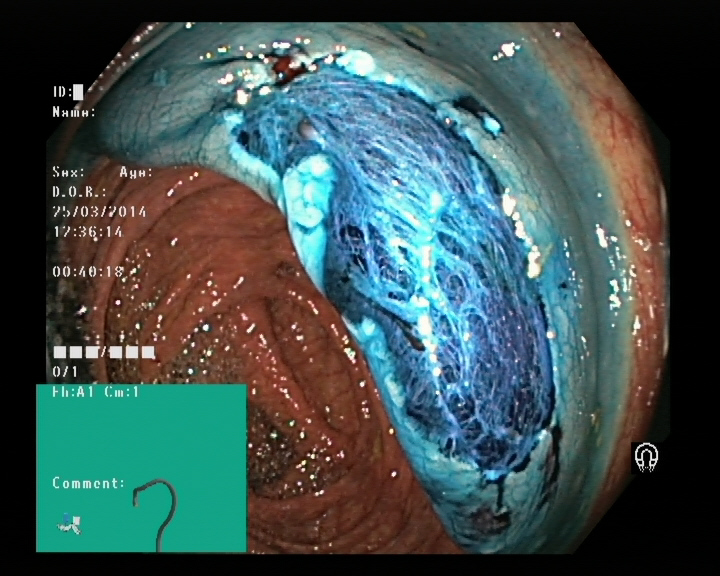 ID:
Name:
Sex: Age:
D.O.B.:
25/03/2014
12:36:14
00:40:18
0/1
Eh:A1 Cm:1
Comment: